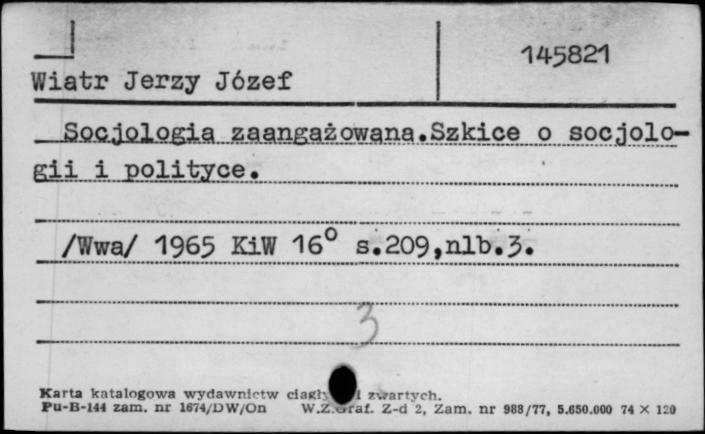 145821
Wiatr Jerzy Józef
Socjologia zaangażowana.Szkice o socjolo-
gii i polityce.
/Wwa/ 1965 KiW 16° s.209,nlb.3.
3
Karta katalogowa wydawnictw zwartych.
Pu-B-144 zam. nr 1674/DW/On W.Z.Graf. Z-d 2, Zam. nr 988/77, 5.650.000 74 × 120